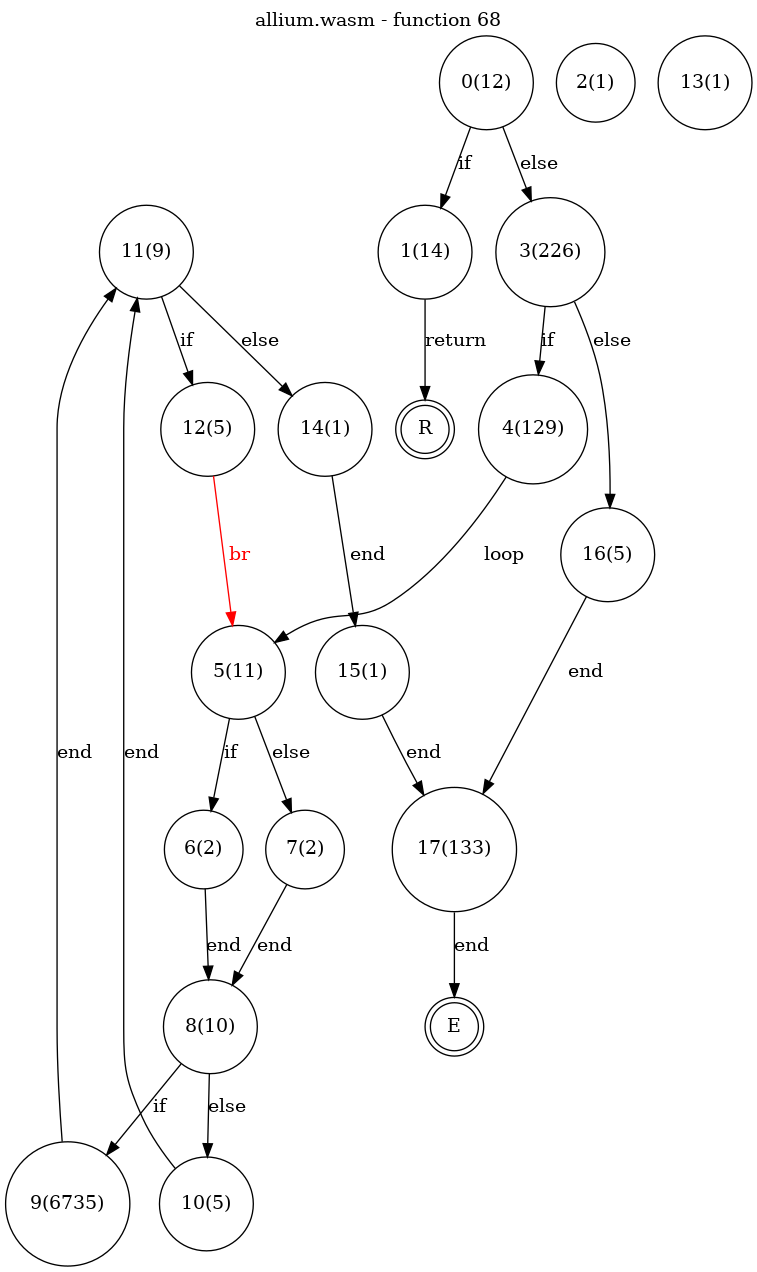 allium.wasm - function 68
0(12)
2(1)
13(1)
if
else
11(9)
1(14)
3(226)
if
else
return
if
else
12(5)
14(1)
R
4(129)
br
end
loop
16(5)
5(11)
15(1)
end
if
else
end
end
end
6(2)
7(2)
17(133)
end
end
end
8(10)
E
if
else
9(6735)
10(5)